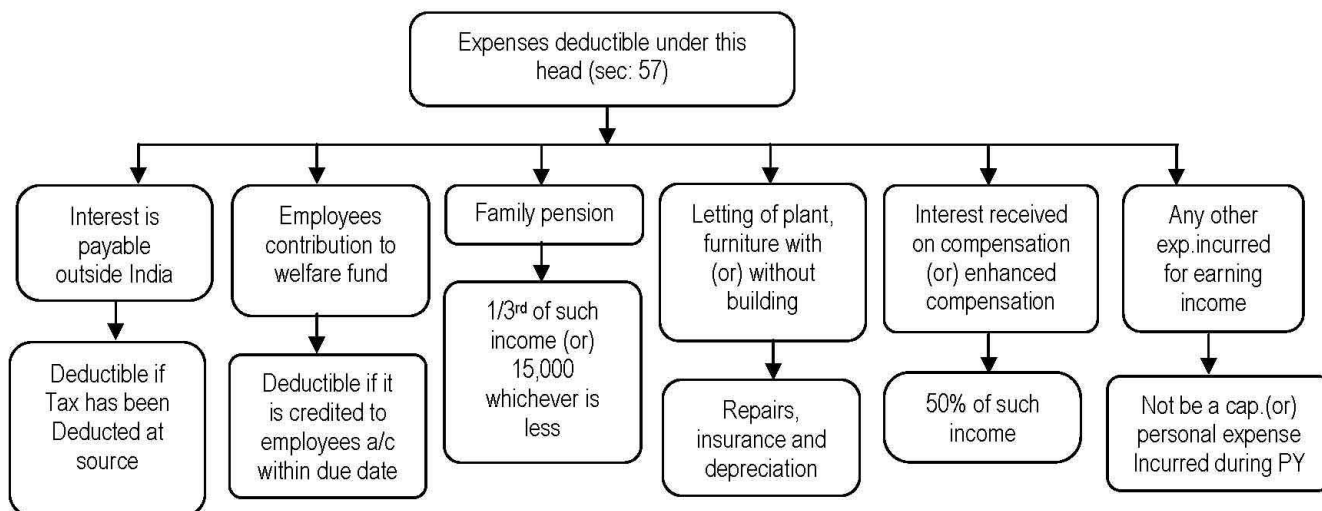 Expenses deductible under this
head (sec: 57)
Interest is
payable
outside India
Employees
contribution to
welfare fund
Family pension
Letting of plant,
furniture with
(or) without
building
Interest received
on compensation
(or) enhanced
compensation
Any other
exp.incurred
for earning
income
Deductible if
Tax has been
Deducted at
source
Deductible if it
is credited to
employees a/c
within due date
1/3rd of such
income (or)
15,000
whichever is
less
Repairs,
insurance and
depreciation
50% of such
income
Not be a cap.(or)
personal expense
Incurred during PY